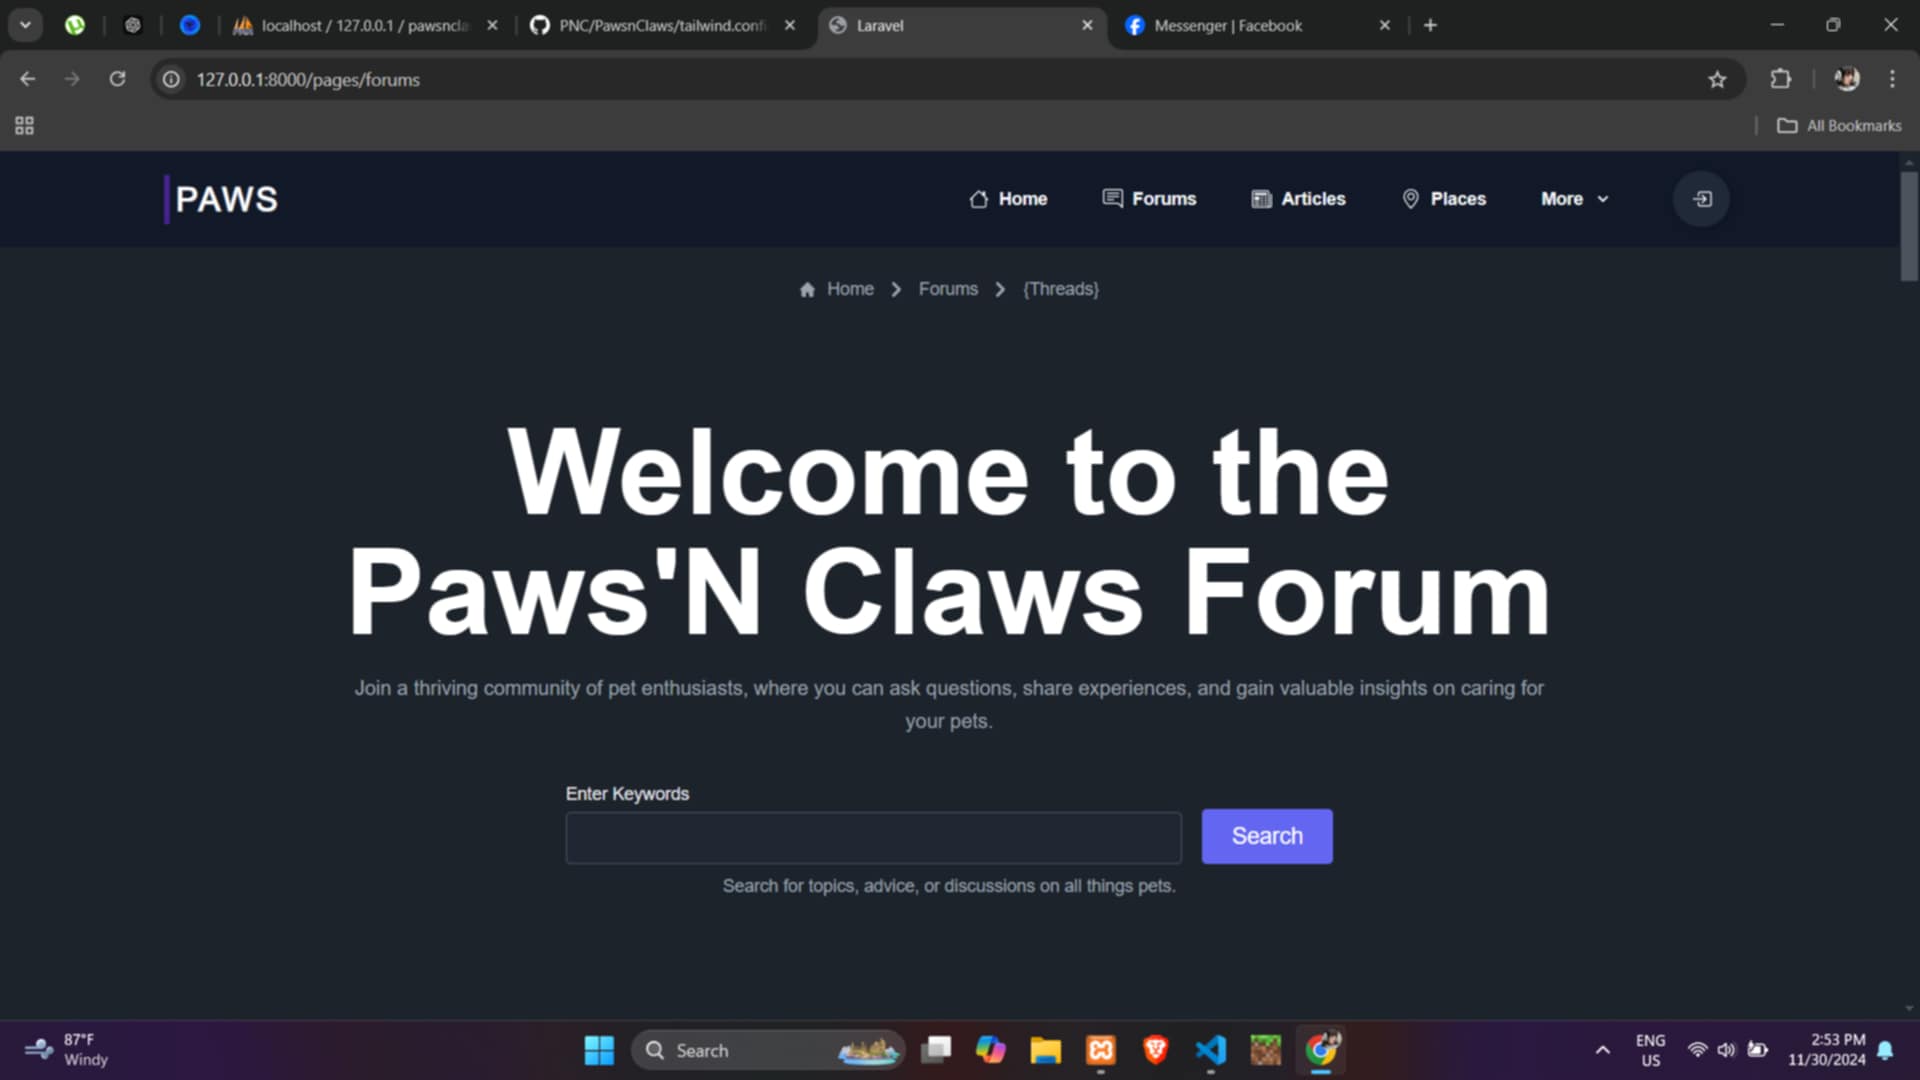 localhost / 127.0.0.1 / pawsncla
PNC/PawsnClaws/tailwind.confi
Laravel
Messenger | Facebook
127.0.0.1:8000/pages/forums
All Bookmarks
PAWS
Home
Forums
Articles
Places
More
Home
Forums
{Threads}
Welcome to the
Paws'N Claws Forum
Join a thriving community of pet enthusiasts, where you can ask questions, share experiences, and gain valuable insights on caring for
your pets.
Enter Keywords
Search
Search for topics, advice, or discussions on all things pets.
87°F
Windy
Search
ENG
US
2:53 PM
11/30/2024